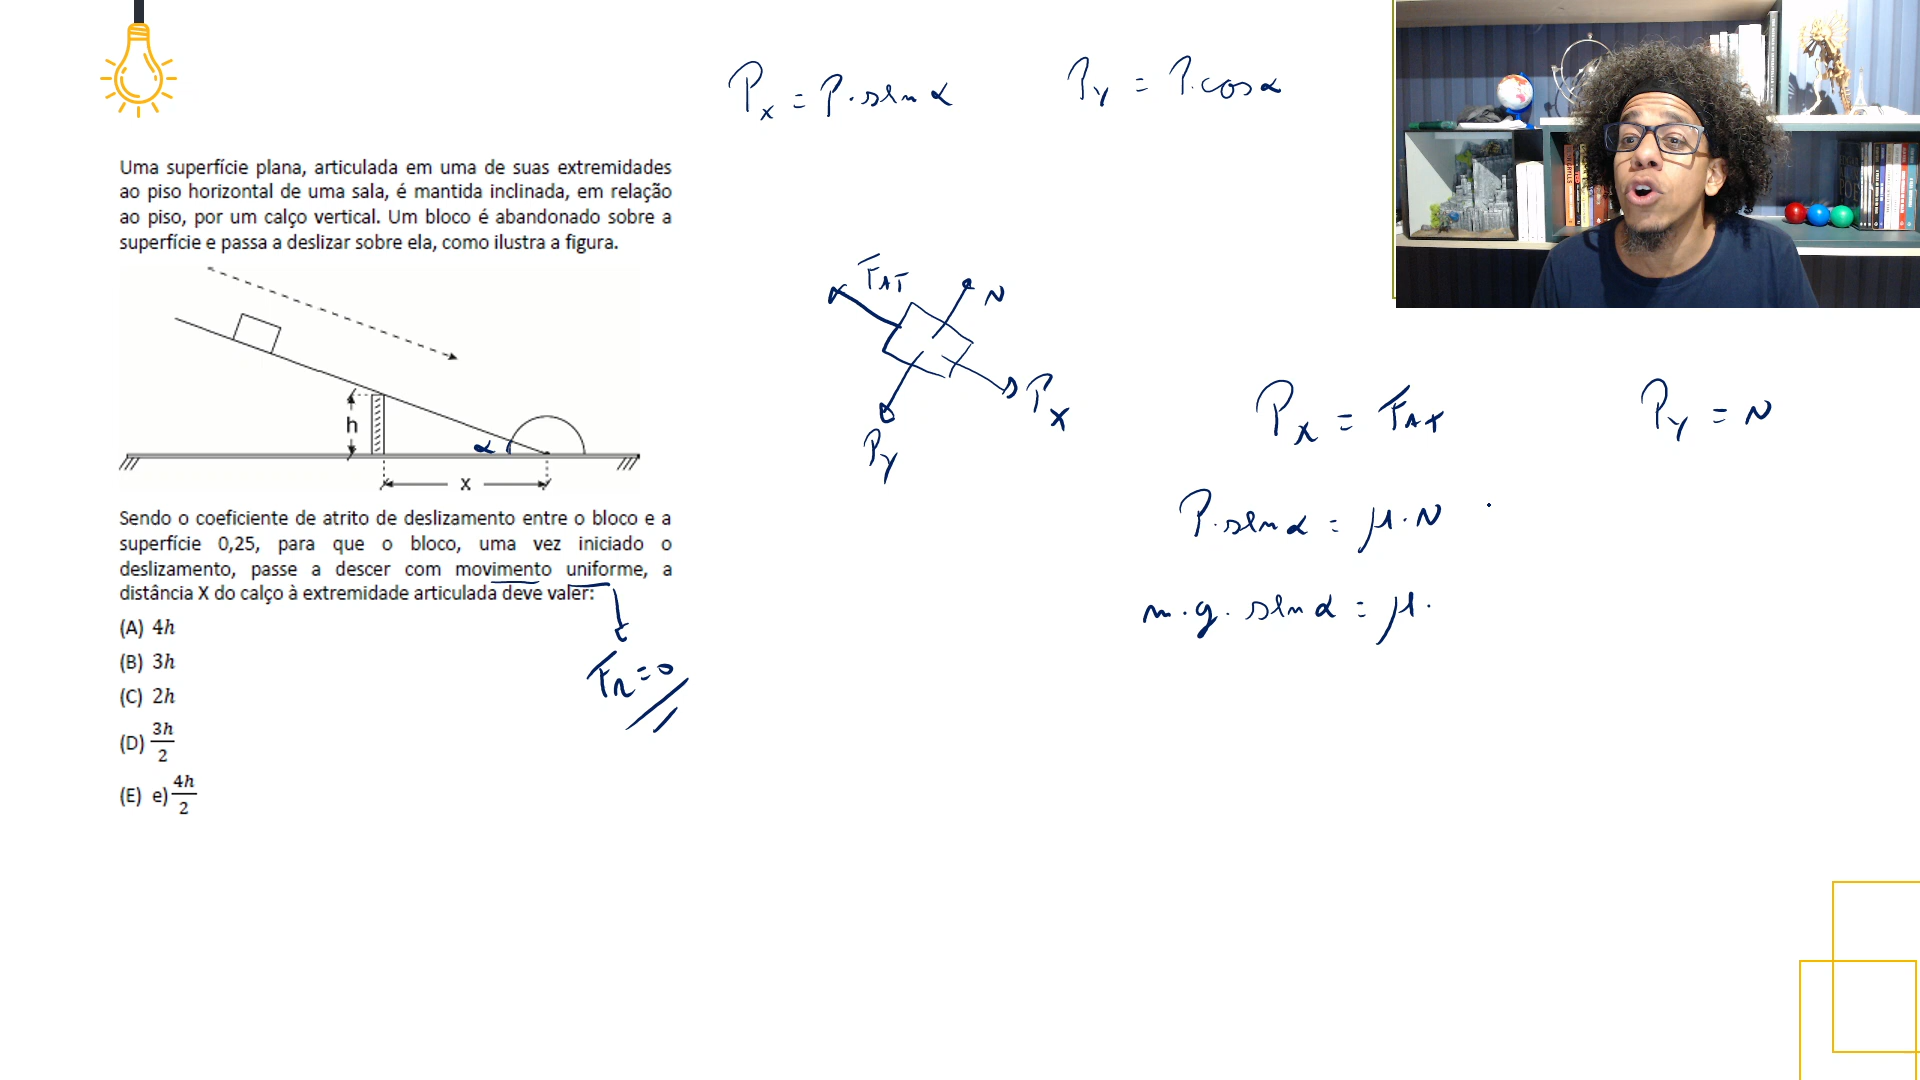 Px = P.sen α
Py = P.cos α
Uma superfície plana, articulada em uma de suas extremidades
ao piso horizontal de uma sala, é mantida inclinada, em relação
ao piso, por um calço vertical. Um bloco é abandonado sobre a
superfície e passa a deslizar sobre ela, como ilustra a figura.
h
α
x
FAT
N
Px
Py
Px = FAT
Py = N
P.sen α = μ.N
m.g.sen α = μ.
Sendo o coeficiente de atrito de deslizamento entre o bloco e a
superfície 0,25, para que o bloco, uma vez iniciado o
deslizamento, passe a descer com movimento uniforme, a
distância X do calço à extremidade articulada deve valer:
FR = 0
(A) 4h
(B) 3h
(C) 2h
(D) 3h/2
(E) e) 4h/2